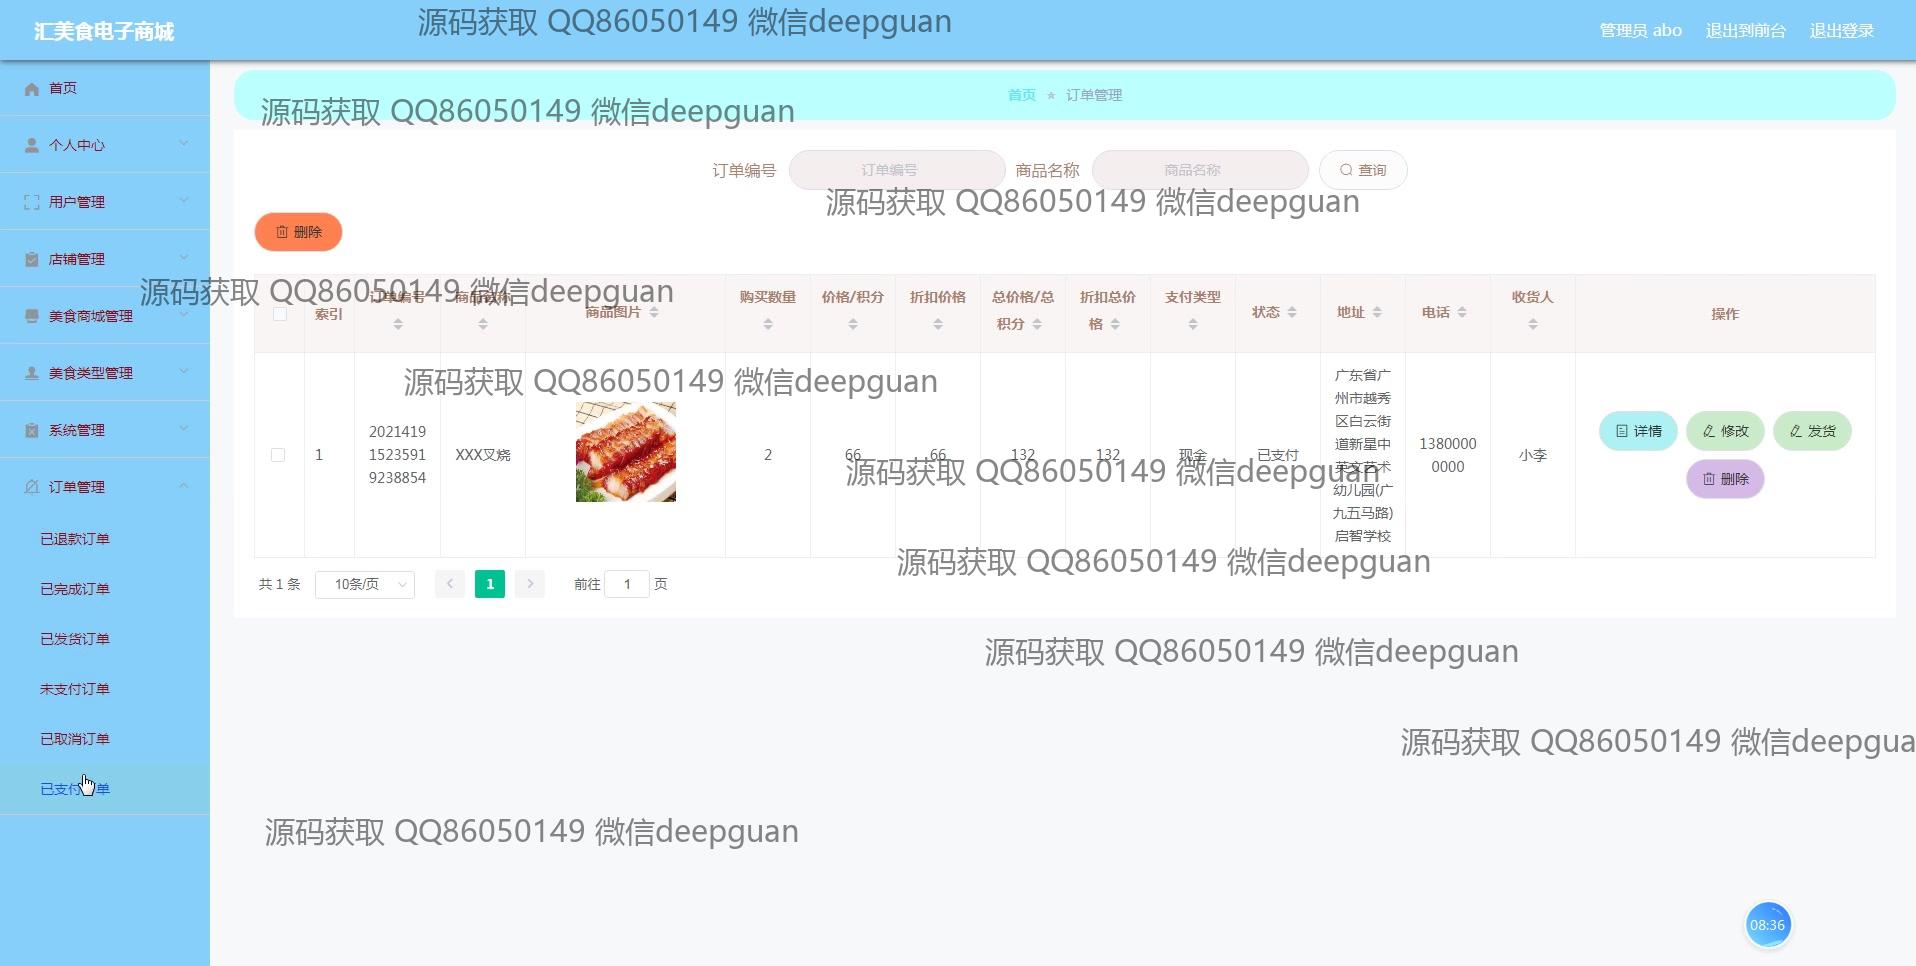 汇美食电子商城
源码获取 QQ86050149 微信deepguan
管理员 abo
退出到前台
退出登录
首页
个人中心
用户管理
店铺管理
美食商城管理
美食类型管理
系统管理
订单管理
已退款订单
已完成订单
已发货订单
未支付订单
已取消订单
已支付订单
首页 ★ 订单管理
源码获取 QQ86050149 微信deepguan
订单编号 订单编号 商品名称 商品名称 查询
源码获取 QQ86050149 微信deepguan
删除
源码获取 QQ86050149 微信deepguan
索引
订单编号
商品名称
商品图片
购买数量
价格/积分
折扣价格
总价格/总
积分
折扣总价
格
支付类型
状态
地址
电话
收货人
操作
源码获取 QQ86050149 微信deepguan
1
2021419
1523591
9238854
XXX叉烧
2
66
66
132
132
现金
已支付
广东省广
州市越秀
区白云街
道新星中
英文艺术
幼儿园(广
九五马路)
启智学校
1380000
0000
小李
详情
修改
发货
删除
源码获取 QQ86050149 微信deepguan
源码获取 QQ86050149 微信deepguan
共 1 条 10条/页 1 前往 1 页
源码获取 QQ86050149 微信deepguan
源码获取 QQ86050149 微信deepgua
源码获取 QQ86050149 微信deepguan
08:36